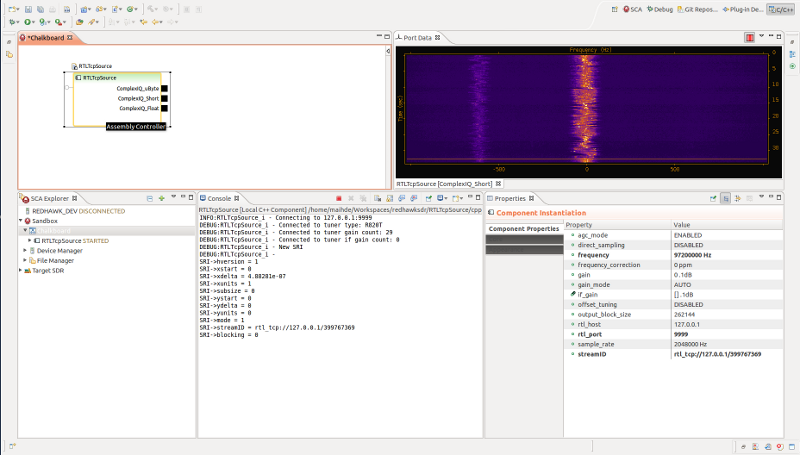 SCA
Debug
Git Repos...
Plug-in De...
C/C++
*Chalkboard
RTLTcpSource
RTLTcpSource
ComplexIQ_uByte
ComplexIQ_Short
ComplexIQ_Float
Assembly Controller
Port Data
Frequency (Hz)
Time (sec)
0
5
10
15
20
25
30
-500
0
500
RTLTcpSource [ComplexIQ_Short]
SCA Explorer
REDHAWK_DEV DISCONNECTED
Sandbox
Chalkboard
RTLTcpSource STARTED
Device Manager
File Manager
Target SDR
Console
RTLTcpSource [Local C++ Component] /home/maihde/Workspaces/redhawksdr/RTLTcpSource/cpp
INFO:RTLTcpSource_i - Connecting to 127.0.0.1:9999
DEBUG:RTLTcpSource_i - Connected to tuner type: R820T
DEBUG:RTLTcpSource_i - Connected to tuner gain count: 29
DEBUG:RTLTcpSource_i - Connected to tuner if gain count: 0
DEBUG:RTLTcpSource_i - New SRI
DEBUG:RTLTcpSource_i -
SRI->hversion = 1
SRI->xstart = 0
SRI->xdelta = 4.88281e-07
SRI->xunits = 1
SRI->subsize = 0
SRI->ystart = 0
SRI->ydelta = 0
SRI->yunits = 0
SRI->mode = 1
SRI->streamID = rtl_tcp://127.0.0.1/399767369
SRI->blocking = 0
Properties
Component Instantiation
Component Properties
Property Value
agc_mode ENABLED
direct_sampling DISABLED
frequency 97200000 Hz
frequency_correction 0 ppm
gain 0.1dB
gain_mode AUTO
if_gain [] .1dB
offset_tuning DISABLED
output_block_size 262144
rtl_host 127.0.0.1
rtl_port 9999
sample_rate 2048000 Hz
streamID rtl_tcp://127.0.0.1/399767369